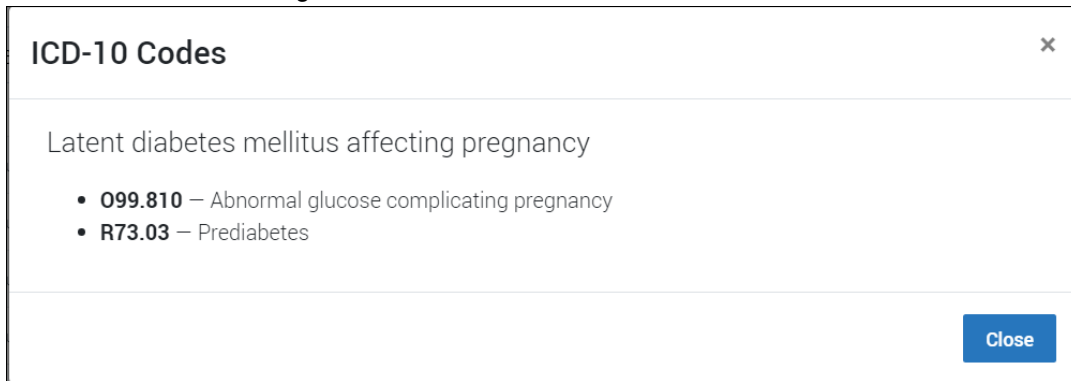 ICD-10 Codes ×
Latent diabetes mellitus affecting pregnancy
• O99.810 — Abnormal glucose complicating pregnancy
• R73.03 — Prediabetes
Close